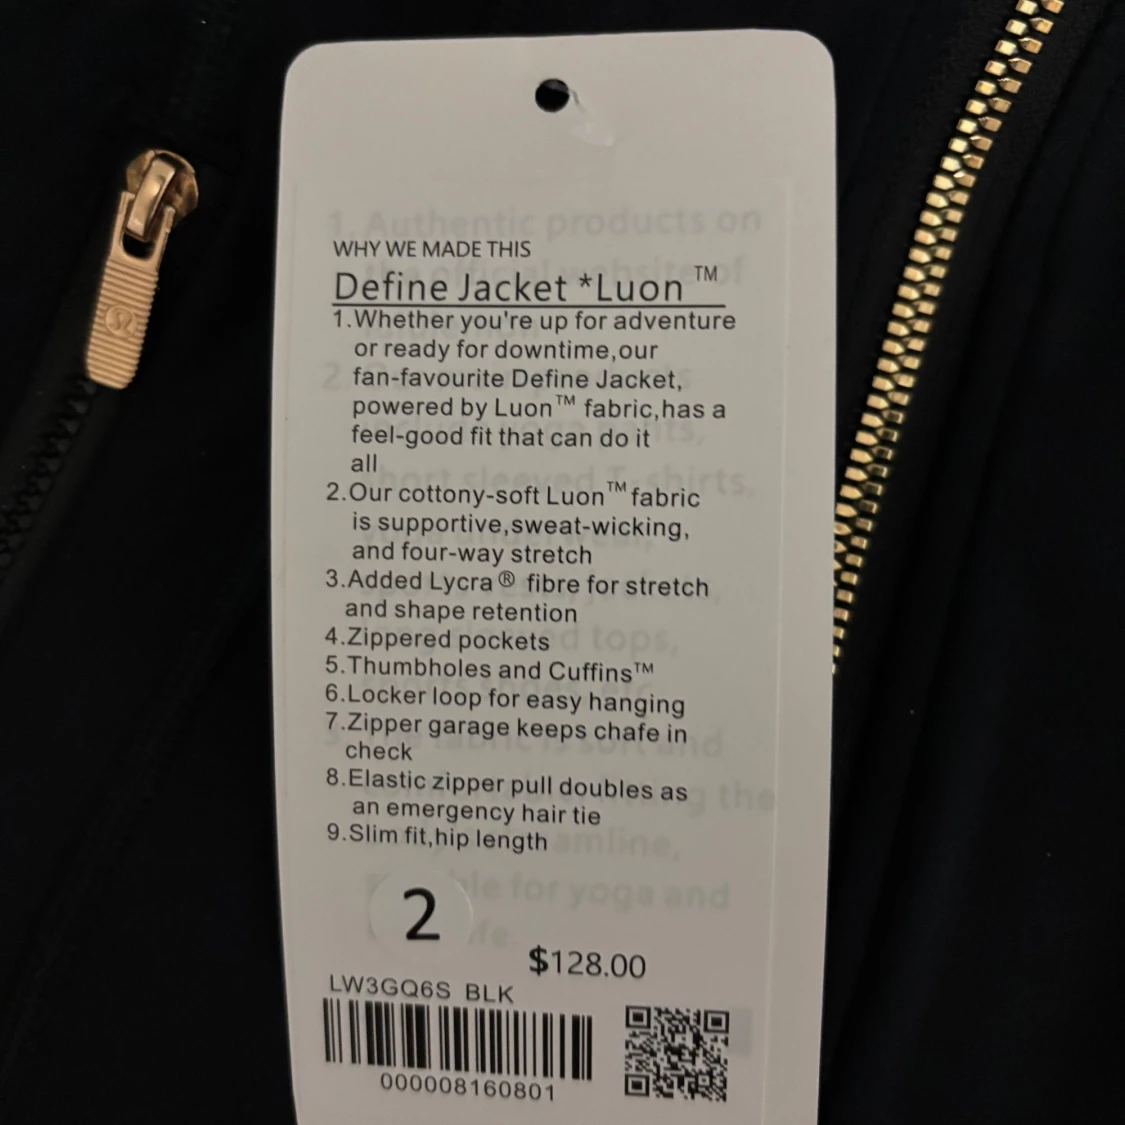 WHY WE MADE THIS
Define Jacket *Luon™
1.Whether you're up for adventure
or ready for downtime,our
fan-favourite Define Jacket,
powered by Luon™ fabric,has a
feel-good fit that can do it
all
2.Our cottony-soft Luon™ fabric
is supportive,sweat-wicking,
and four-way stretch
3.Added Lycra® fibre for stretch
and shape retention
4.Zippered pockets
5.Thumbholes and Cuffins™
6.Locker loop for easy hanging
7.Zipper garage keeps chafe in
check
8.Elastic zipper pull doubles as
an emergency hair tie
9.Slim fit,hip length
2
$128.00
LW3GQ6S BLK
000008160801